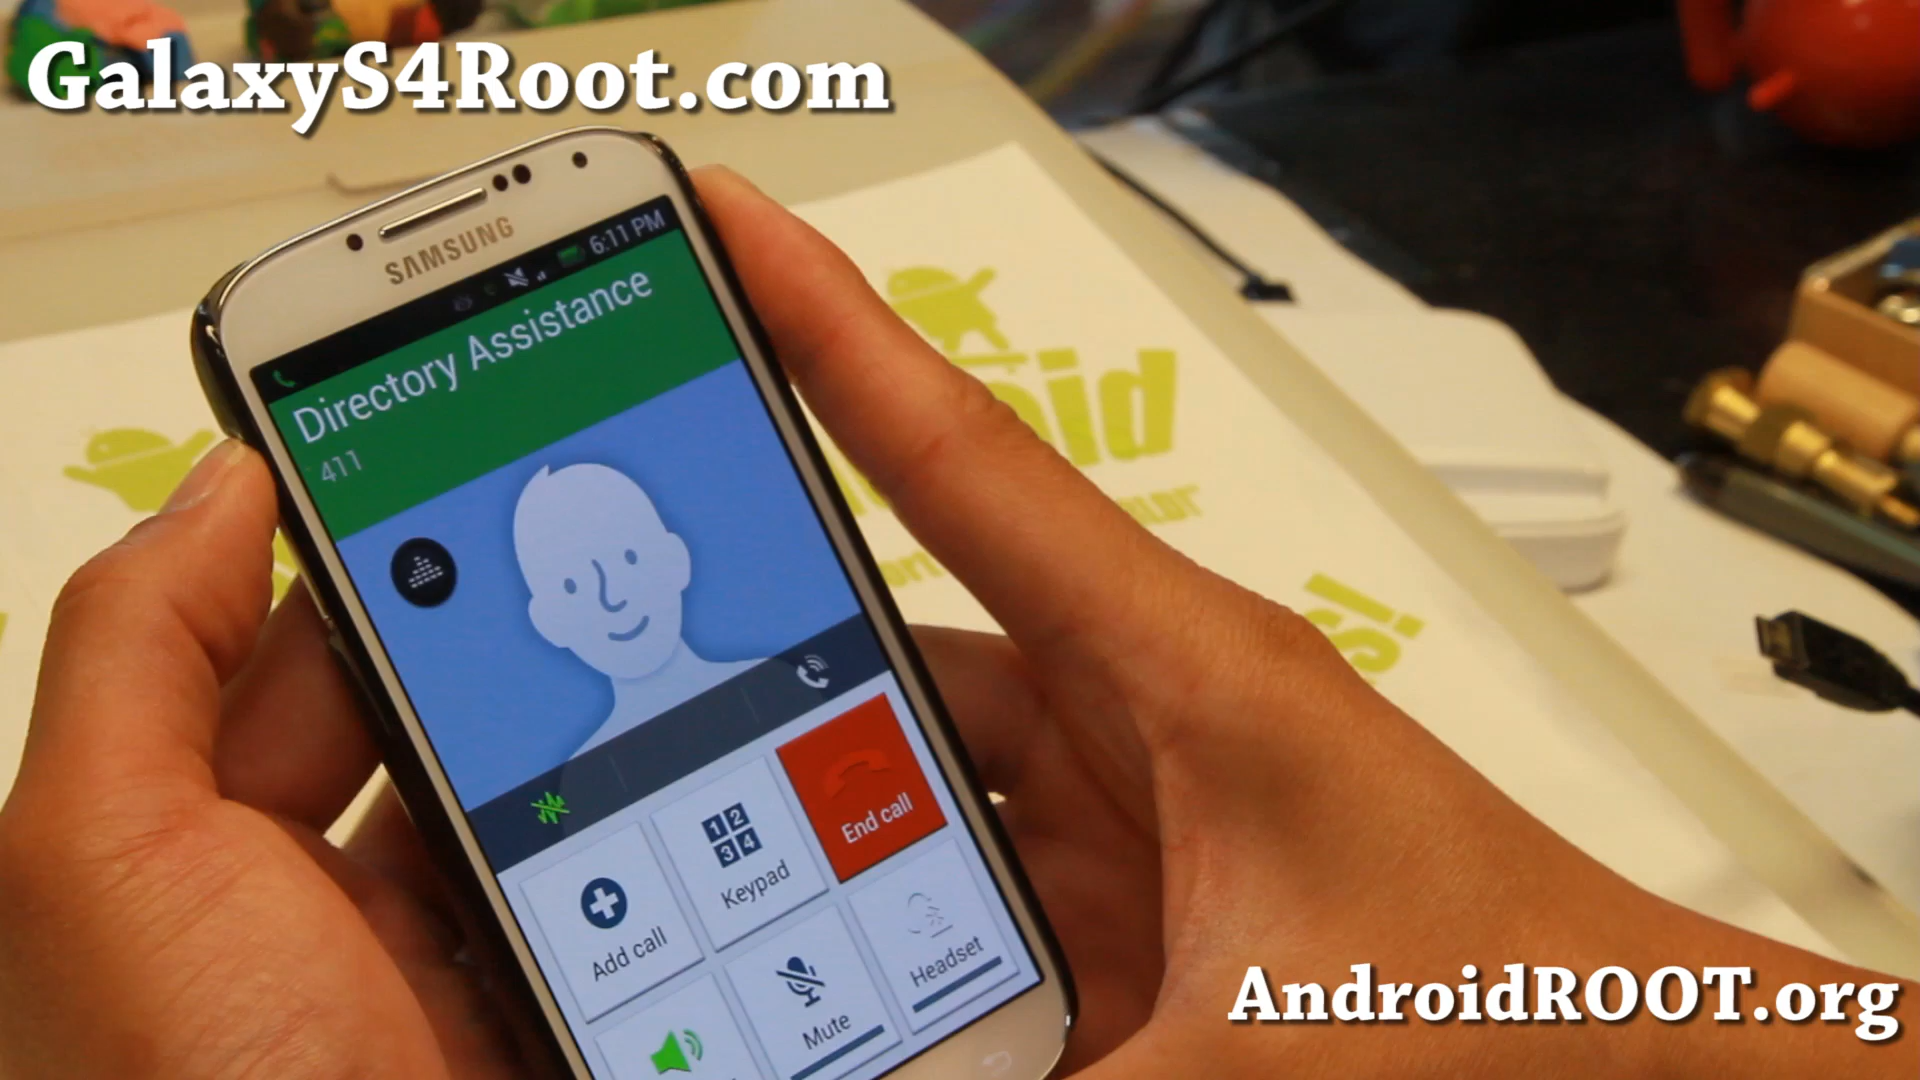 GalaxyS4Root.com
SAMSUNG
6:11 PM
Directory Assistance
411
End call
1 2
3 4
Keypad
Add call
Headset
Mute
AndroidROOT.org